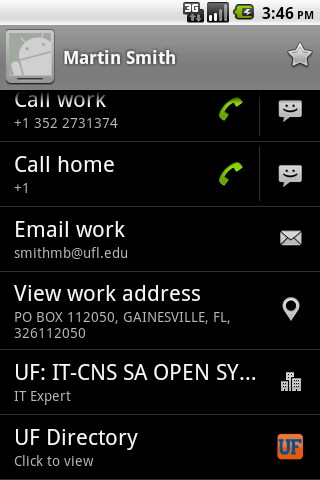 3G 3:46 PM
Martin Smith
Call work
+1 352 2731374
Call home
+1
Email work
smithmb@ufl.edu
View work address
PO BOX 112050, GAINESVILLE, FL,
326112050
UF: IT-CNS SA OPEN SY...
IT Expert
UF Directory
Click to view
UF